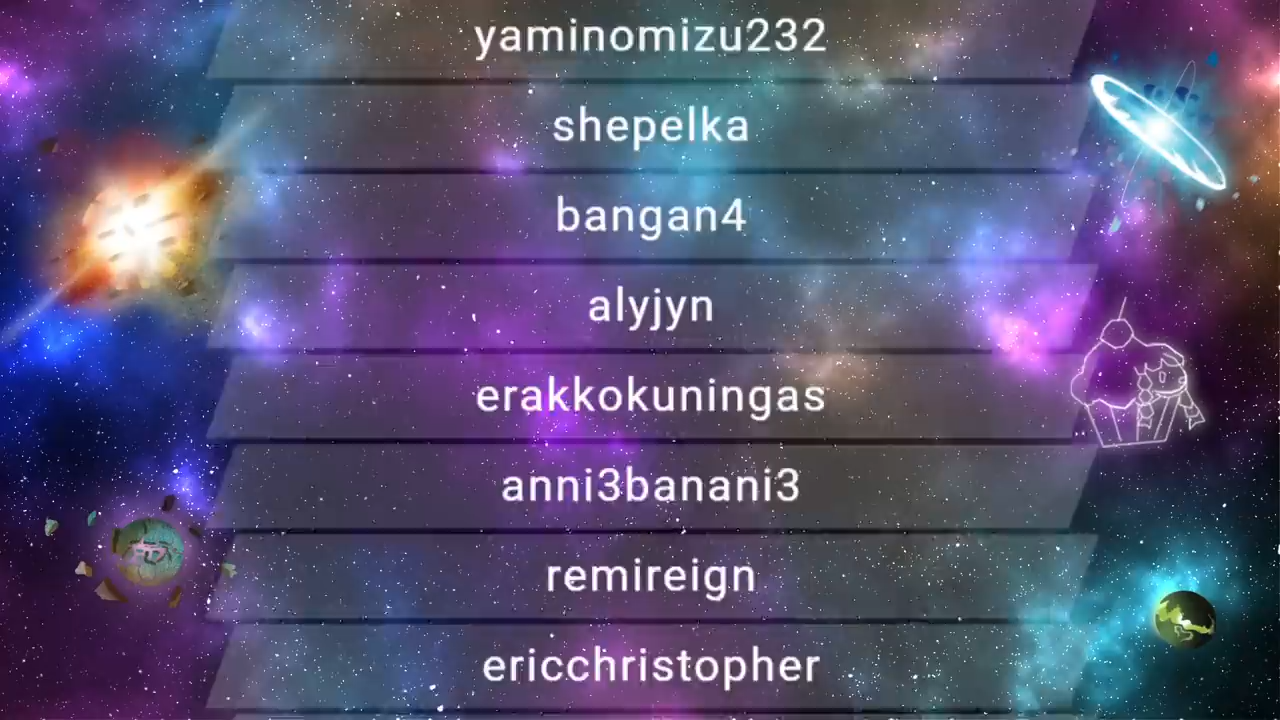 yaminomizu232
shepelka
bangan4
alyjyn
erakkokuningas
anni3banani3
remireign
ericchristopher